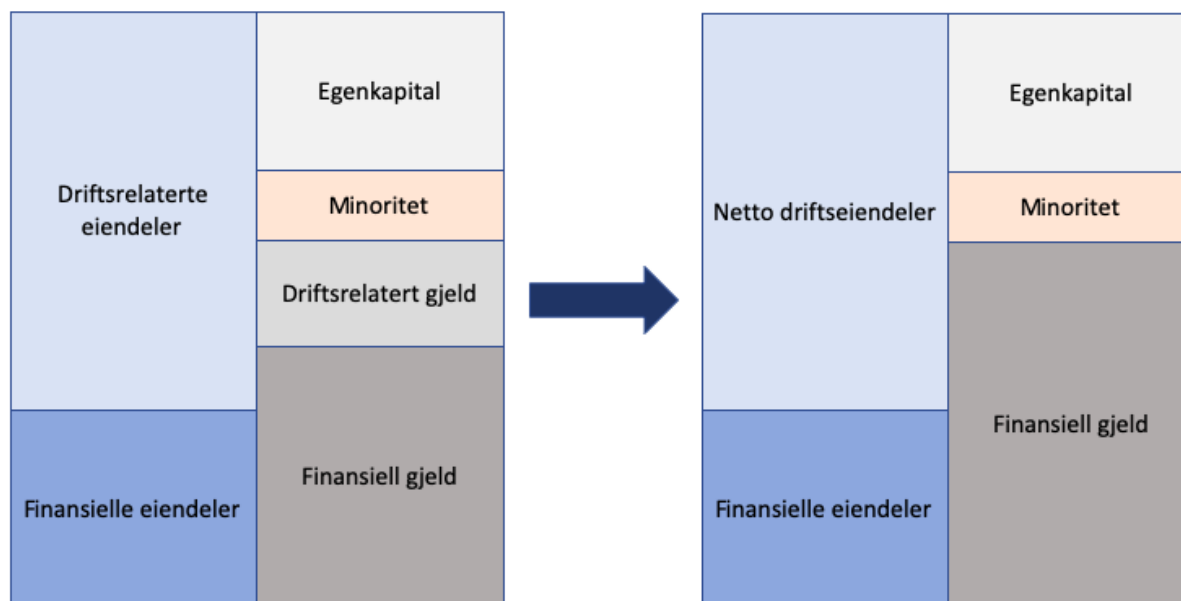 Driftsrelaterte
eiendeler
Finansielle eiendeler
Egenkapital
Minoritet
Driftsrelatert gjeld
Finansiell gjeld
Netto driftseiendeler
Finansielle eiendeler
Egenkapital
Minoritet
Finansiell gjeld